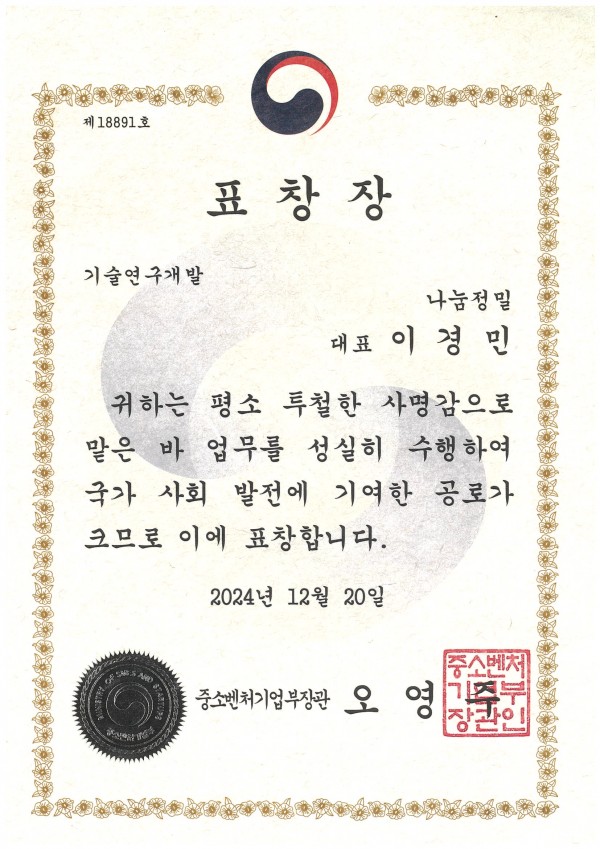 제18891호
표창장
기술연구개발
나눔정밀
대표 이경민
귀하는 평소 투철한 사명감으로
맡은 바 업무를 성실히 수행하여
국가 사회 발전에 기여한 공로가
크므로 이에 표창합니다.
2024년 12월 20일
중소벤처기업부장관 오영주
중소벤처
기업부
장관인